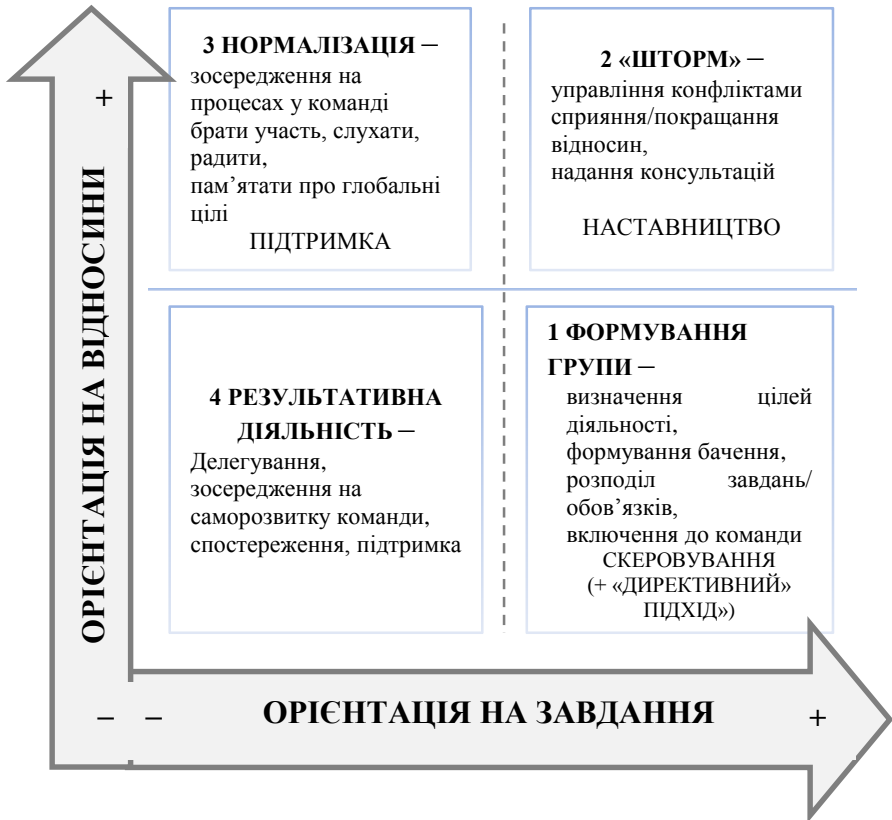 3 НОРМАЛІЗАЦІЯ —
зосередження на
процесах у команді
брати участь, слухати,
радити,
пам’ятати про глобальні
цілі
ПІДТРИМКА
2 «ШТОРМ» —
управління конфліктами
сприяння/покращання
відносин,
надання консультацій
НАСТАВНИЦТВО
4 РЕЗУЛЬТАТИВНА
ДІЯЛЬНІСТЬ —
Делегування,
зосередження на
саморозвитку команди,
спостереження, підтримка
1 ФОРМУВАННЯ
ГРУПИ —
визначення цілей
діяльності,
формування бачення,
розподіл завдань/
обов’язків,
включення до команди
СКЕРОВУВАННЯ
(+ «ДИРЕКТИВНИЙ»
ПІДХІД»)
+
ОРІЄНТАЦІЯ НА ВІДНОСИНИ
–
–
ОРІЄНТАЦІЯ НА ЗАВДАННЯ
+